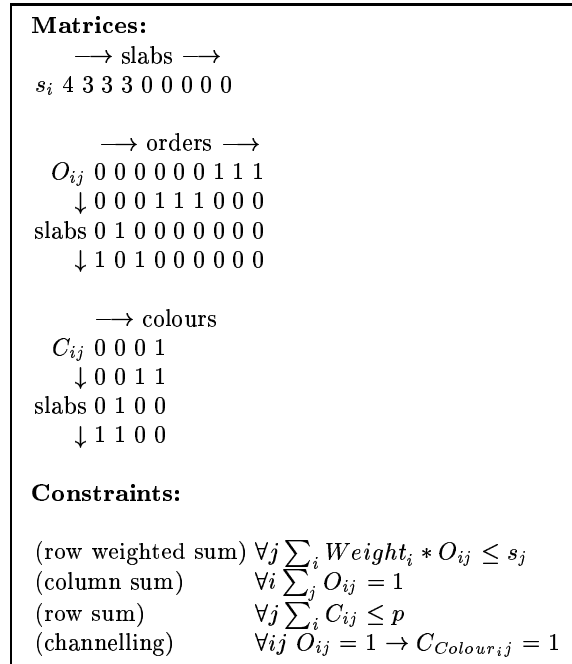 Matrices:
⟶ slabs ⟶
s_i 4 3 3 3 0 0 0 0 0
⟶ orders ⟶
O_ij 0 0 0 0 0 0 1 1 1
↓ 0 0 0 1 1 1 0 0 0
slabs 0 1 0 0 0 0 0 0 0
↓ 1 0 1 0 0 0 0 0 0
⟶ colours
C_ij 0 0 0 1
↓ 0 0 1 1
slabs 0 1 0 0
↓ 1 1 0 0
Constraints:
(row weighted sum) ∀j ∑_i Weight_i * O_ij ≤ s_j
(column sum) ∀i ∑_j O_ij = 1
(row sum) ∀j ∑_i C_ij ≤ p
(channelling) ∀ij O_ij = 1 → C_{Colour_i j} = 1